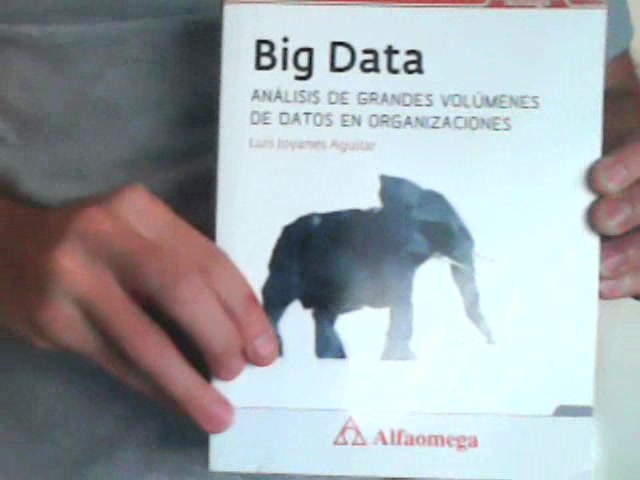 Big Data
ANÁLISIS DE GRANDES VOLÚMENES
DE DATOS EN ORGANIZACIONES
Luis Joyanes Aguilar
Alfaomega